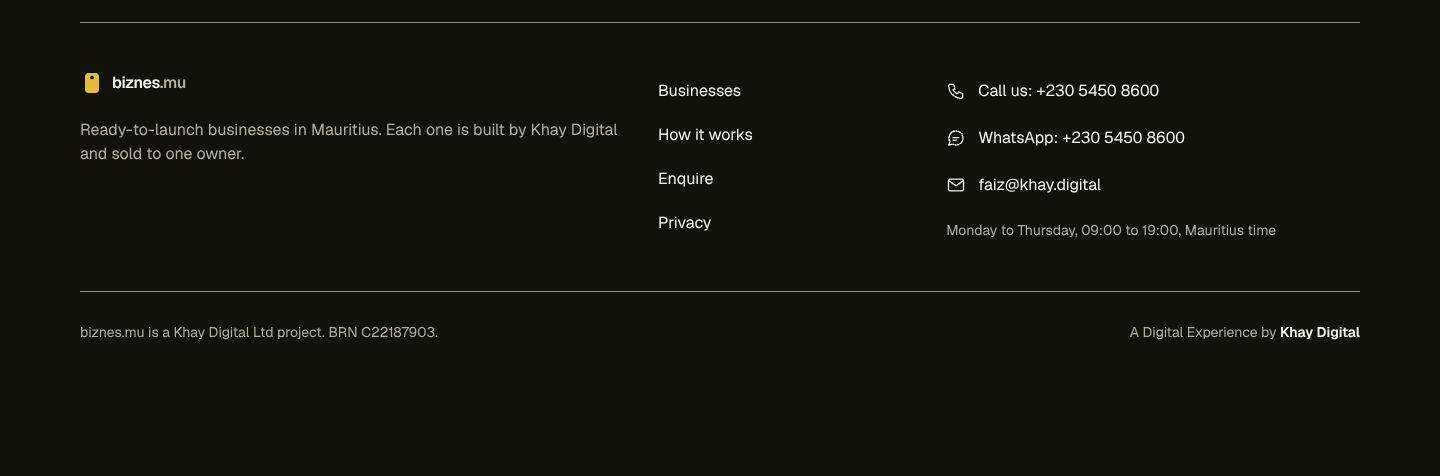 biznes.mu
Ready-to-launch businesses in Mauritius. Each one is built by Khay Digital
and sold to one owner.
Businesses
How it works
Enquire
Privacy
Call us: +230 5450 8600
WhatsApp: +230 5450 8600
faiz@khay.digital
Monday to Thursday, 09:00 to 19:00, Mauritius time
biznes.mu is a Khay Digital Ltd project. BRN C22187903.
A Digital Experience by Khay Digital